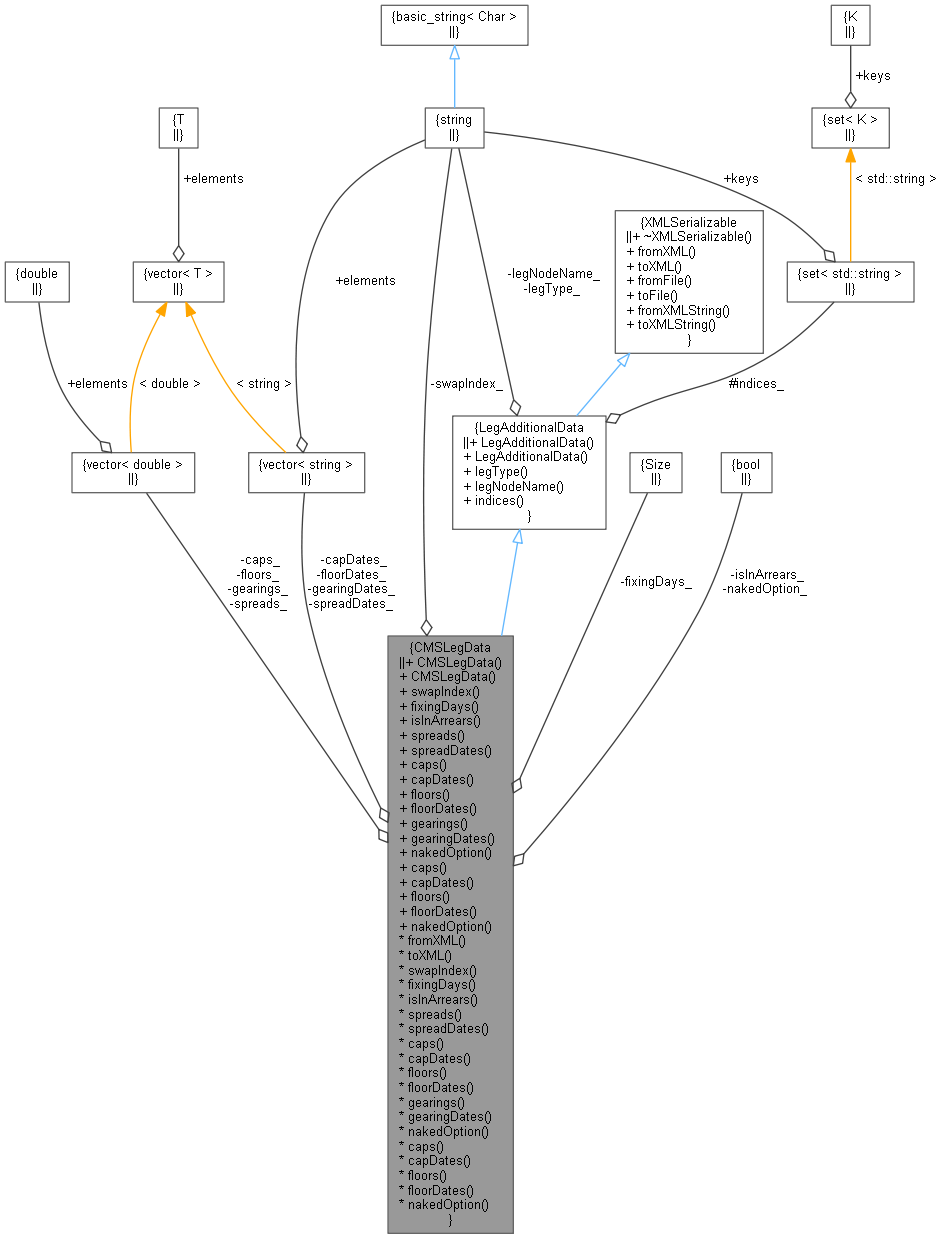 {basic_string< Char >
||}
{K
||}
+keys
{T
||}
{string
||}
{set< K >
||}
+elements
+keys
< std::string >
{XMLSerializable
||+ ~XMLSerializable()
+ fromXML()
+ toXML()
+ fromFile()
+ toFile()
+ fromXMLString()
+ toXMLString()
}
{double
||}
{vector< T >
||}
+elements
-legNodeName_
-legType_
{set< std::string >
||}
+elements
< double >
< string >
-swapIndex_
#indices_
{LegAdditionalData
||+ LegAdditionalData()
+ LegAdditionalData()
+ legType()
+ legNodeName()
+ indices()
}
{vector< double >
||}
{vector< string >
||}
{Size
||}
{bool
||}
-caps_
-floors_
-gearings_
-spreads_
-capDates_
-floorDates_
-gearingDates_
-spreadDates_
-fixingDays_
-isInArrears_
-nakedOption_
{CMSLegData
||+ CMSLegData()
+ CMSLegData()
+ swapIndex()
+ fixingDays()
+ isInArrears()
+ spreads()
+ spreadDates()
+ caps()
+ capDates()
+ floors()
+ floorDates()
+ gearings()
+ gearingDates()
+ nakedOption()
+ caps()
+ capDates()
+ floors()
+ floorDates()
+ nakedOption()
* fromXML()
* toXML()
* swapIndex()
* fixingDays()
* isInArrears()
* spreads()
* spreadDates()
* caps()
* capDates()
* floors()
* floorDates()
* gearings()
* gearingDates()
* nakedOption()
* caps()
* capDates()
* floors()
* floorDates()
* nakedOption()
}